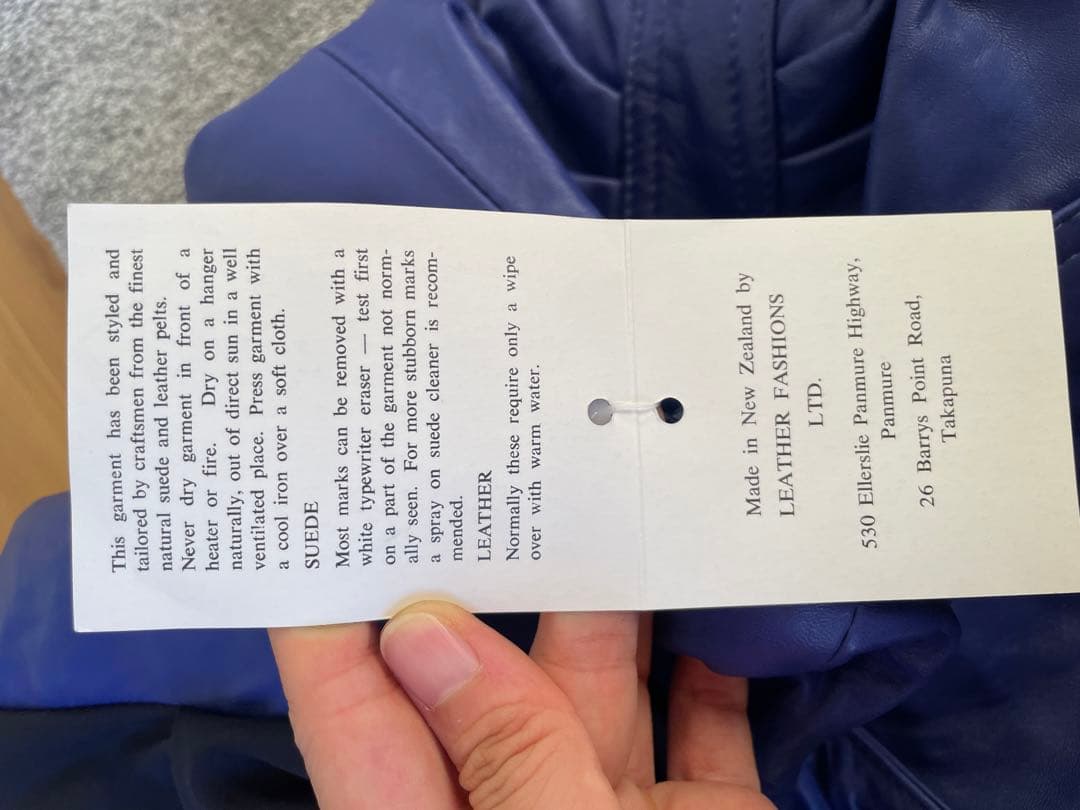 This garment has been styled and
tailored by craftsmen from the finest
natural suede and leather pelts.
Never dry garment in front of a
heater or fire. Dry on a hanger
naturally, out of direct sun in a well
ventilated place. Press garment with
a cool iron over a soft cloth.
SUEDE
Most marks can be removed with a
white typewriter eraser — test first
on a part of the garment not norm-
ally seen. For more stubborn marks
a spray on suede cleaner is recom-
mended.
LEATHER
Normally these require only a wipe
over with warm water.
Made in New Zealand by
LEATHER FASHIONS
LTD.
530 Ellerslie Panmure Highway,
Panmure
26 Barrys Point Road,
Takapuna